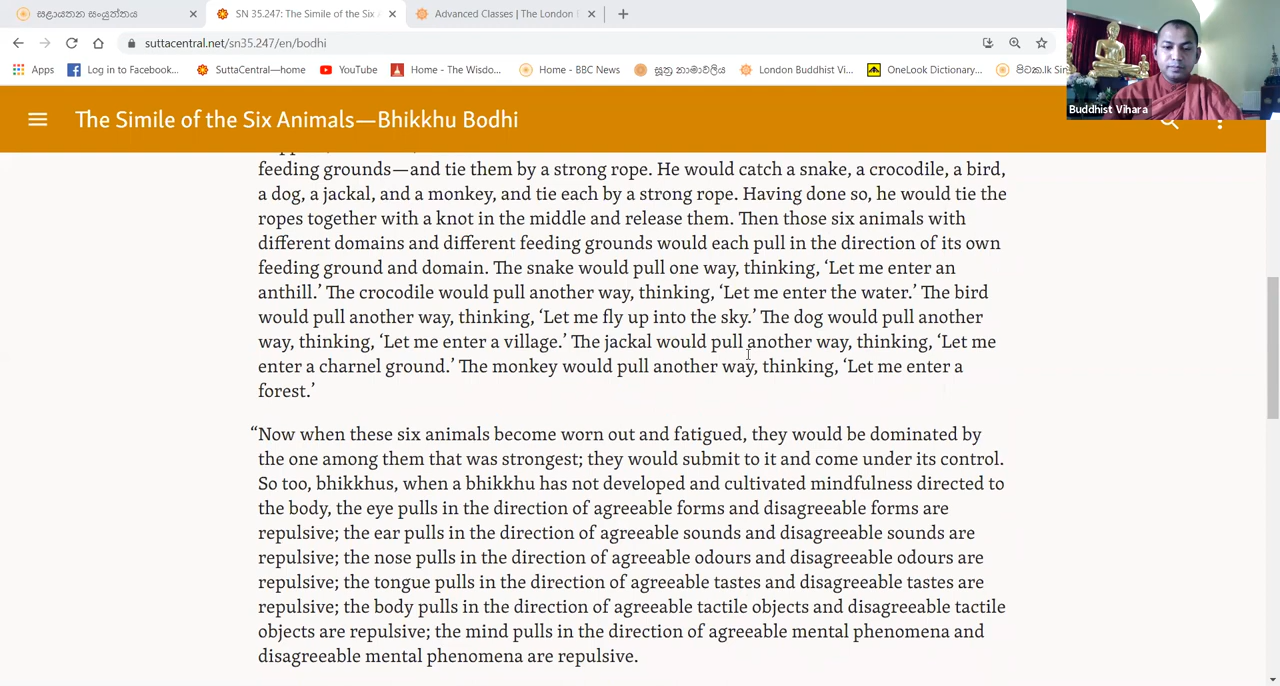 සළායතන සංයුත්තය
SN 35.247: The Simile of the Six A
Advanced Classes | The London B
suttacentral.net/sn35.247/en/bodhi
Apps
Log in to Facebook...
SuttaCentral—home
YouTube
Home - The Wisdo...
Home - BBC News
සූත්‍ර නාමාවලිය
London Buddhist Vi...
OneLook Dictionary...
පිටක.lk
Buddhist Vihara
The Simile of the Six Animals—Bhikkhu Bodhi
feeding grounds—and tie them by a strong rope. He would catch a snake, a crocodile, a bird,
a dog, a jackal, and a monkey, and tie each by a strong rope. Having done so, he would tie the
ropes together with a knot in the middle and release them. Then those six animals with
different domains and different feeding grounds would each pull in the direction of its own
feeding ground and domain. The snake would pull one way, thinking, ‘Let me enter an
anthill.’ The crocodile would pull another way, thinking, ‘Let me enter the water.’ The bird
would pull another way, thinking, ‘Let me fly up into the sky.’ The dog would pull another
way, thinking, ‘Let me enter a village.’ The jackal would pull another way, thinking, ‘Let me
enter a charnel ground.’ The monkey would pull another way, thinking, ‘Let me enter a
forest.’
“Now when these six animals become worn out and fatigued, they would be dominated by
the one among them that was strongest; they would submit to it and come under its control.
So too, bhikkhus, when a bhikkhu has not developed and cultivated mindfulness directed to
the body, the eye pulls in the direction of agreeable forms and disagreeable forms are
repulsive; the ear pulls in the direction of agreeable sounds and disagreeable sounds are
repulsive; the nose pulls in the direction of agreeable odours and disagreeable odours are
repulsive; the tongue pulls in the direction of agreeable tastes and disagreeable tastes are
repulsive; the body pulls in the direction of agreeable tactile objects and disagreeable tactile
objects are repulsive; the mind pulls in the direction of agreeable mental phenomena and
disagreeable mental phenomena are repulsive.